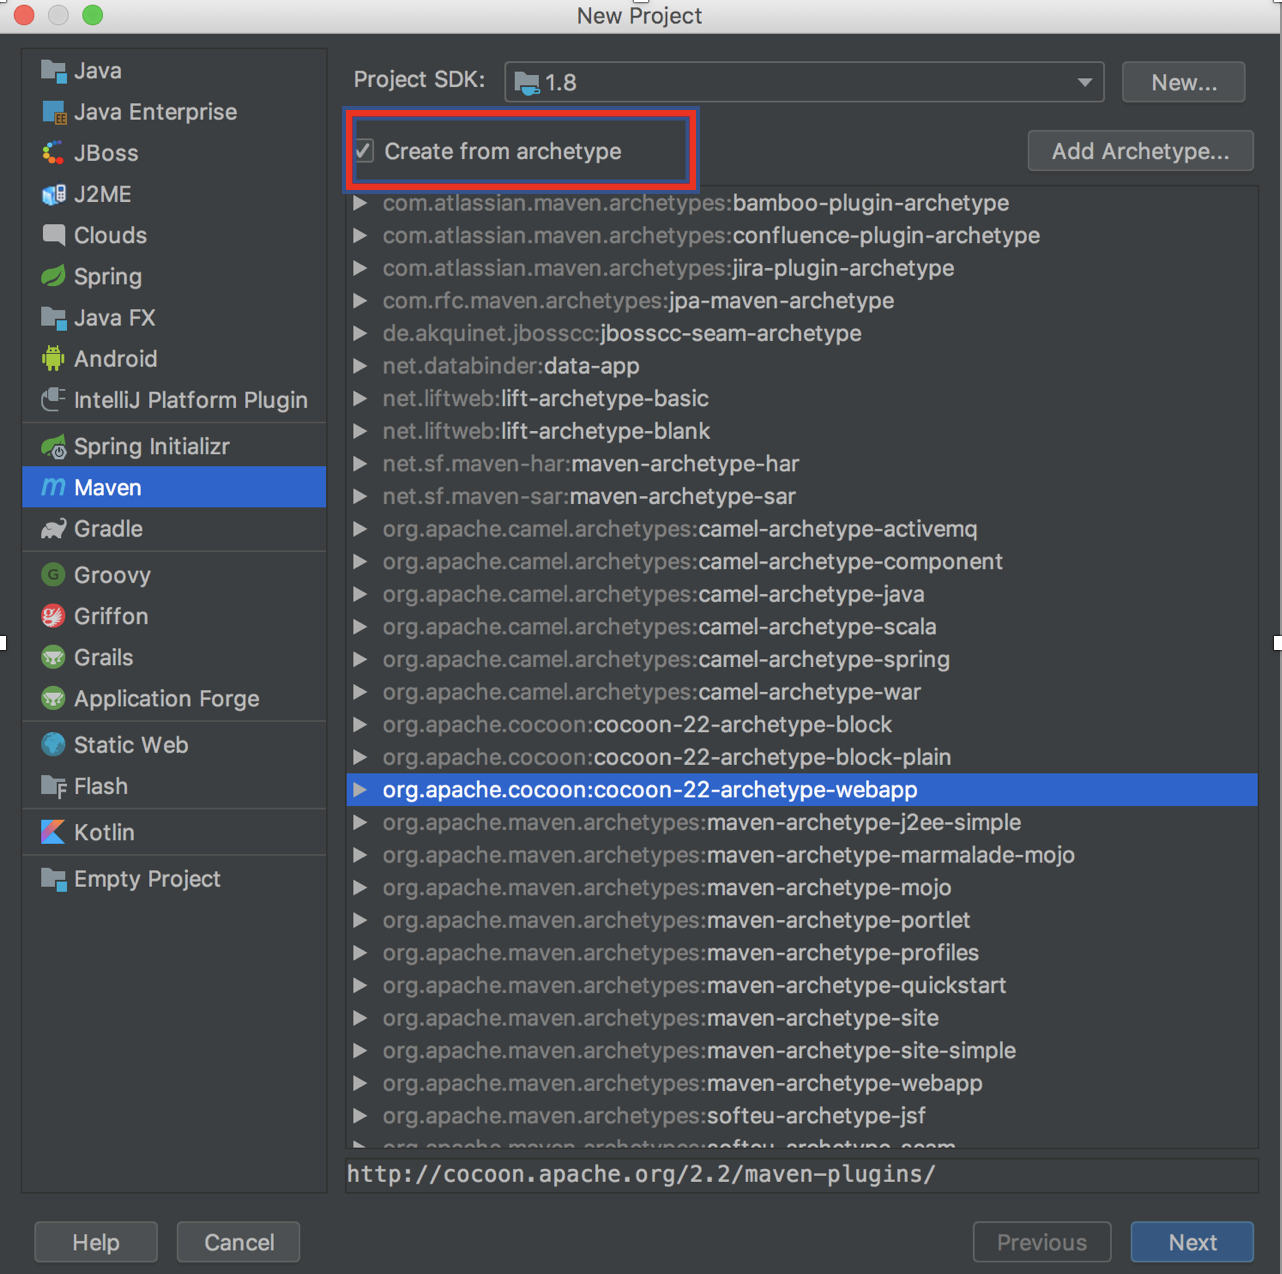 New Project
Java
Java Enterprise
JBoss
J2ME
Clouds
Spring
Java FX
Android
IntelliJ Platform Plugin
Spring Initializr
Maven
Gradle
Groovy
Griffon
Grails
Application Forge
Static Web
Flash
Kotlin
Empty Project
Project SDK: 1.8 New...
Create from archetype Add Archetype...
com.atlassian.maven.archetypes:bamboo-plugin-archetype
com.atlassian.maven.archetypes:confluence-plugin-archetype
com.atlassian.maven.archetypes:jira-plugin-archetype
com.rfc.maven.archetypes:jpa-maven-archetype
de.akquinet.jbosscc:jbosscc-seam-archetype
net.databinder:data-app
net.liftweb:lift-archetype-basic
net.liftweb:lift-archetype-blank
net.sf.maven-har:maven-archetype-har
net.sf.maven-sar:maven-archetype-sar
org.apache.camel.archetypes:camel-archetype-activemq
org.apache.camel.archetypes:camel-archetype-component
org.apache.camel.archetypes:camel-archetype-java
org.apache.camel.archetypes:camel-archetype-scala
org.apache.camel.archetypes:camel-archetype-spring
org.apache.camel.archetypes:camel-archetype-war
org.apache.cocoon:cocoon-22-archetype-block
org.apache.cocoon:cocoon-22-archetype-block-plain
org.apache.cocoon:cocoon-22-archetype-webapp
org.apache.maven.archetypes:maven-archetype-j2ee-simple
org.apache.maven.archetypes:maven-archetype-marmalade-mojo
org.apache.maven.archetypes:maven-archetype-mojo
org.apache.maven.archetypes:maven-archetype-portlet
org.apache.maven.archetypes:maven-archetype-profiles
org.apache.maven.archetypes:maven-archetype-quickstart
org.apache.maven.archetypes:maven-archetype-site
org.apache.maven.archetypes:maven-archetype-site-simple
org.apache.maven.archetypes:maven-archetype-webapp
org.apache.maven.archetypes:softeu-archetype-jsf
org.apache.maven.archetypes:softeu-archetype-seam
http://cocoon.apache.org/2.2/maven-plugins/
Help Cancel Previous Next